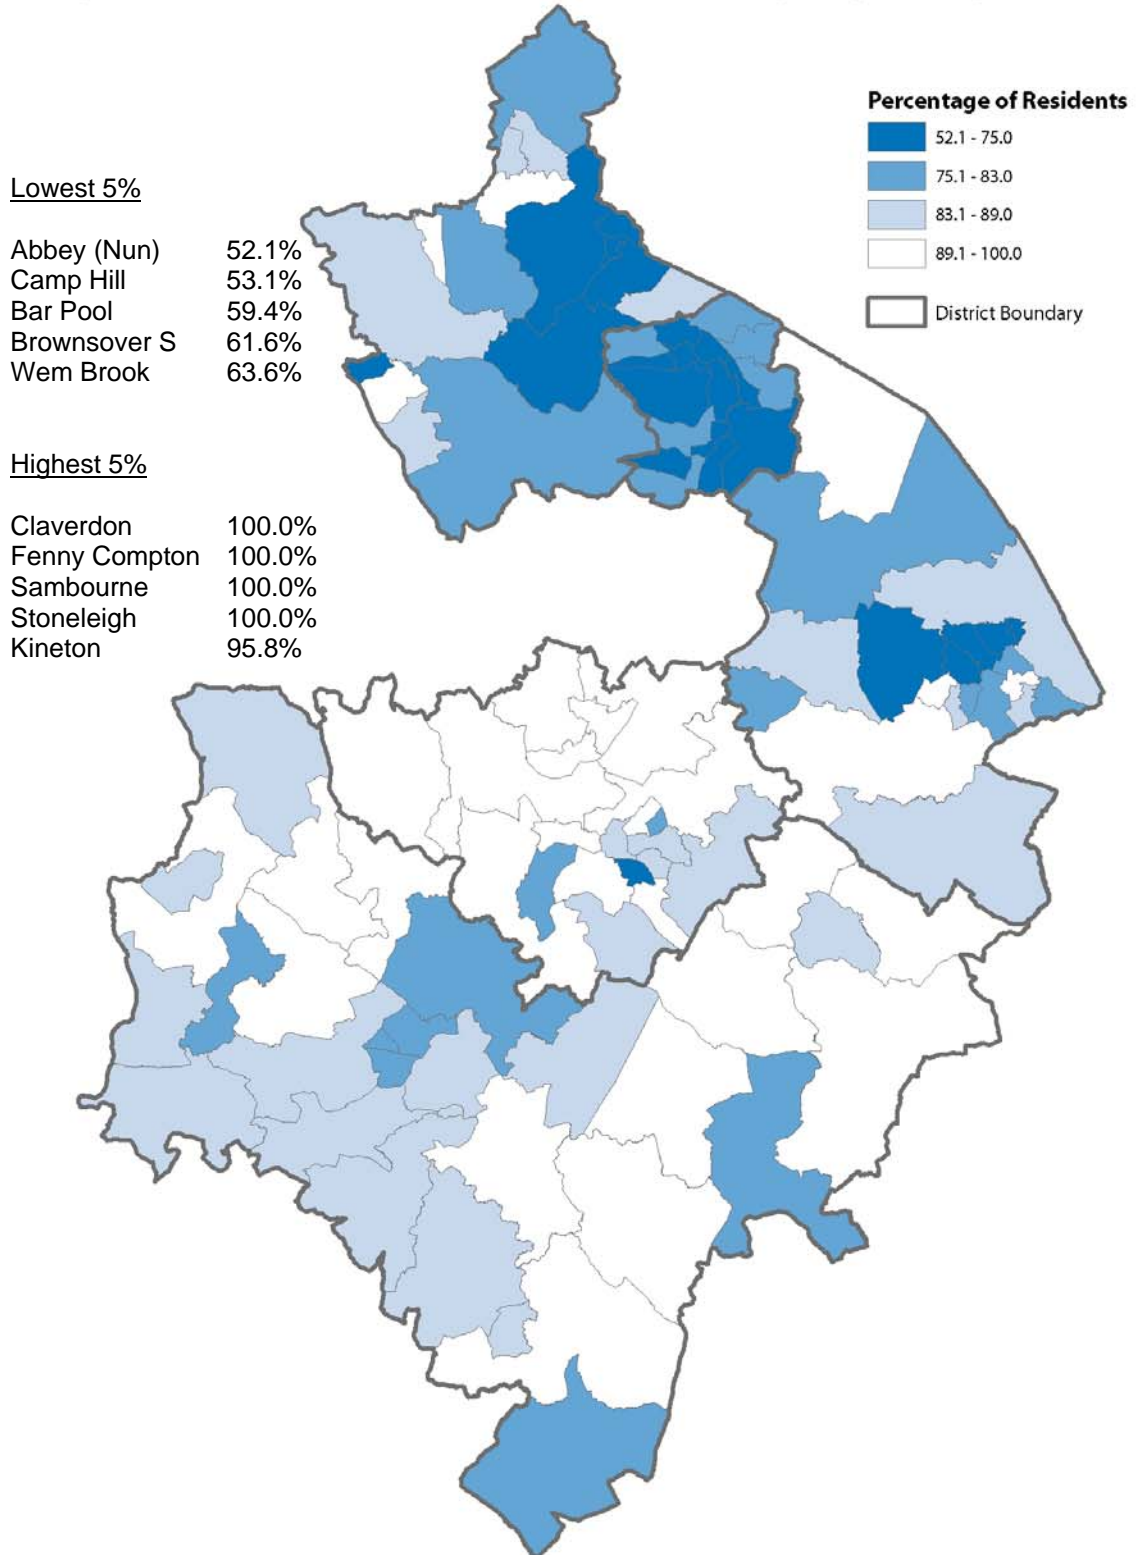 Percentage of Residents
52.1 - 75.0
75.1 - 83.0
83.1 - 89.0
89.1 - 100.0
District Boundary
Lowest 5%
Abbey (Nun) 52.1%
Camp Hill 53.1%
Bar Pool 59.4%
Brownsover S 61.6%
Wem Brook 63.6%
Highest 5%
Claverdon 100.0%
Fenny Compton 100.0%
Sambourne 100.0%
Stoneleigh 100.0%
Kineton 95.8%